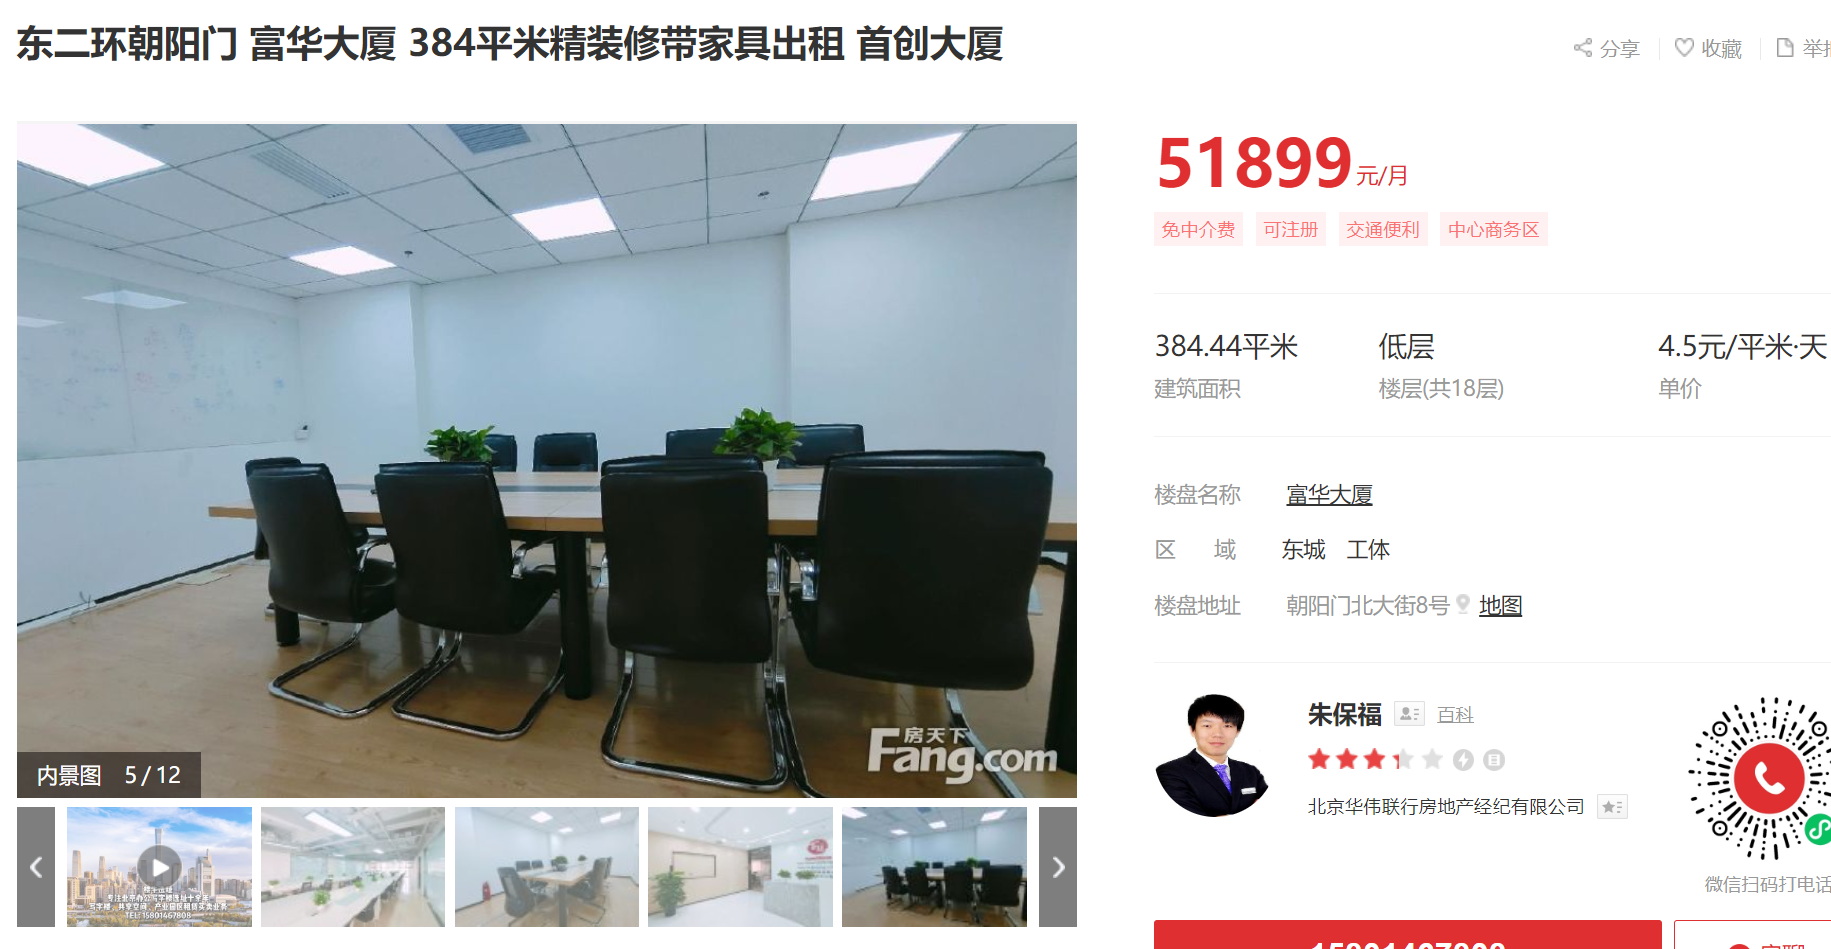 东二环朝阳门 富华大厦 384平米精装修带家具出租 首创大厦
分享
收藏
51899元/月
免中介费
可注册
交通便利
中心商务区
384.44平米
低层
4.5元/平米·天
建筑面积
楼层(共18层)
单价
楼盘名称
富华大厦
区 域
东城 工体
楼盘地址
朝阳门北大街8号
地图
房天下
Fang.com
内景图 5/12
TEL: 15801467808
朱保福
百科
北京华伟联行房地产经纪有限公司
微信扫码打电话